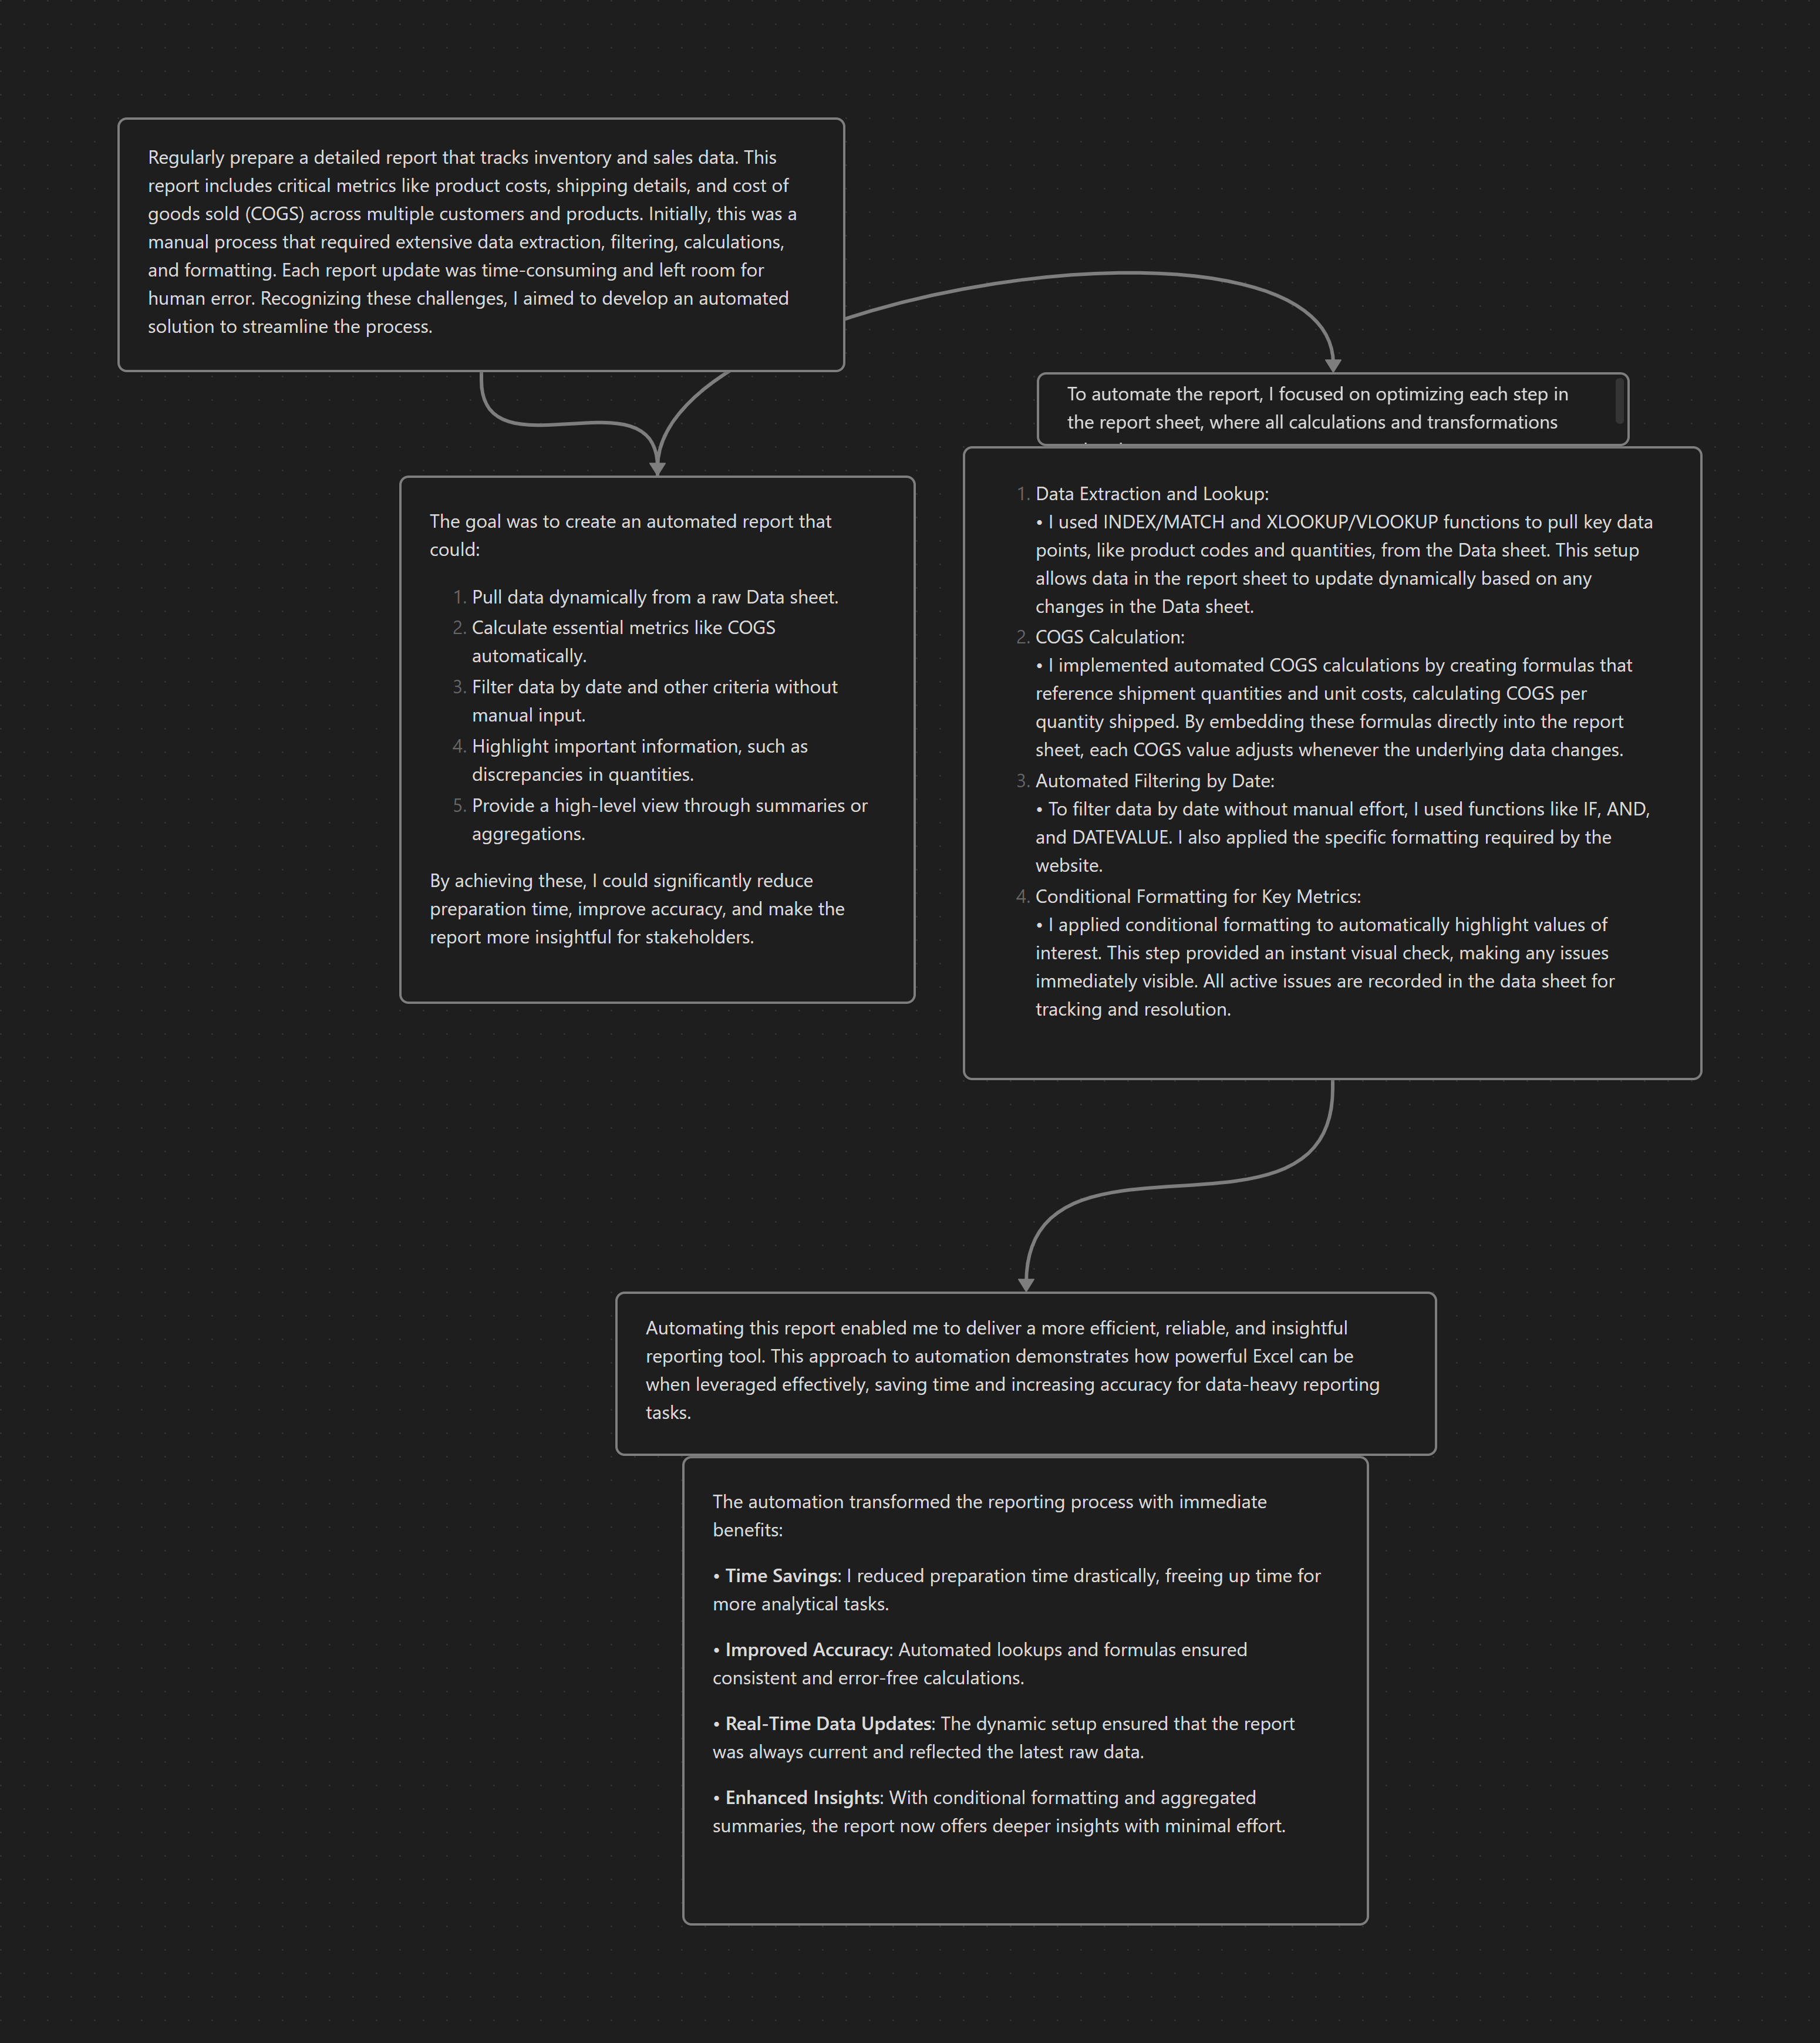 Regularly prepare a detailed report that tracks inventory and sales data. This
report includes critical metrics like product costs, shipping details, and cost of
goods sold (COGS) across multiple customers and products. Initially, this was a
manual process that required extensive data extraction, filtering, calculations,
and formatting. Each report update was time-consuming and left room for
human error. Recognizing these challenges, I aimed to develop an automated
solution to streamline the process.
The goal was to create an automated report that
could:
1. Pull data dynamically from a raw Data sheet.
2. Calculate essential metrics like COGS
automatically.
3. Filter data by date and other criteria without
manual input.
4. Highlight important information, such as
discrepancies in quantities.
5. Provide a high-level view through summaries or
aggregations.
By achieving these, I could significantly reduce
preparation time, improve accuracy, and make the
report more insightful for stakeholders.
To automate the report, I focused on optimizing each step in
the report sheet, where all calculations and transformations
1. Data Extraction and Lookup:
• I used INDEX/MATCH and XLOOKUP/VLOOKUP functions to pull key data
points, like product codes and quantities, from the Data sheet. This setup
allows data in the report sheet to update dynamically based on any
changes in the Data sheet.
2. COGS Calculation:
• I implemented automated COGS calculations by creating formulas that
reference shipment quantities and unit costs, calculating COGS per
quantity shipped. By embedding these formulas directly into the report
sheet, each COGS value adjusts whenever the underlying data changes.
3. Automated Filtering by Date:
• To filter data by date without manual effort, I used functions like IF, AND,
and DATEVALUE. I also applied the specific formatting required by the
website.
4. Conditional Formatting for Key Metrics:
• I applied conditional formatting to automatically highlight values of
interest. This step provided an instant visual check, making any issues
immediately visible. All active issues are recorded in the data sheet for
tracking and resolution.
Automating this report enabled me to deliver a more efficient, reliable, and insightful
reporting tool. This approach to automation demonstrates how powerful Excel can be
when leveraged effectively, saving time and increasing accuracy for data-heavy reporting
tasks.
The automation transformed the reporting process with immediate
benefits:
• Time Savings: I reduced preparation time drastically, freeing up time for
more analytical tasks.
• Improved Accuracy: Automated lookups and formulas ensured
consistent and error-free calculations.
• Real-Time Data Updates: The dynamic setup ensured that the report
was always current and reflected the latest raw data.
• Enhanced Insights: With conditional formatting and aggregated
summaries, the report now offers deeper insights with minimal effort.